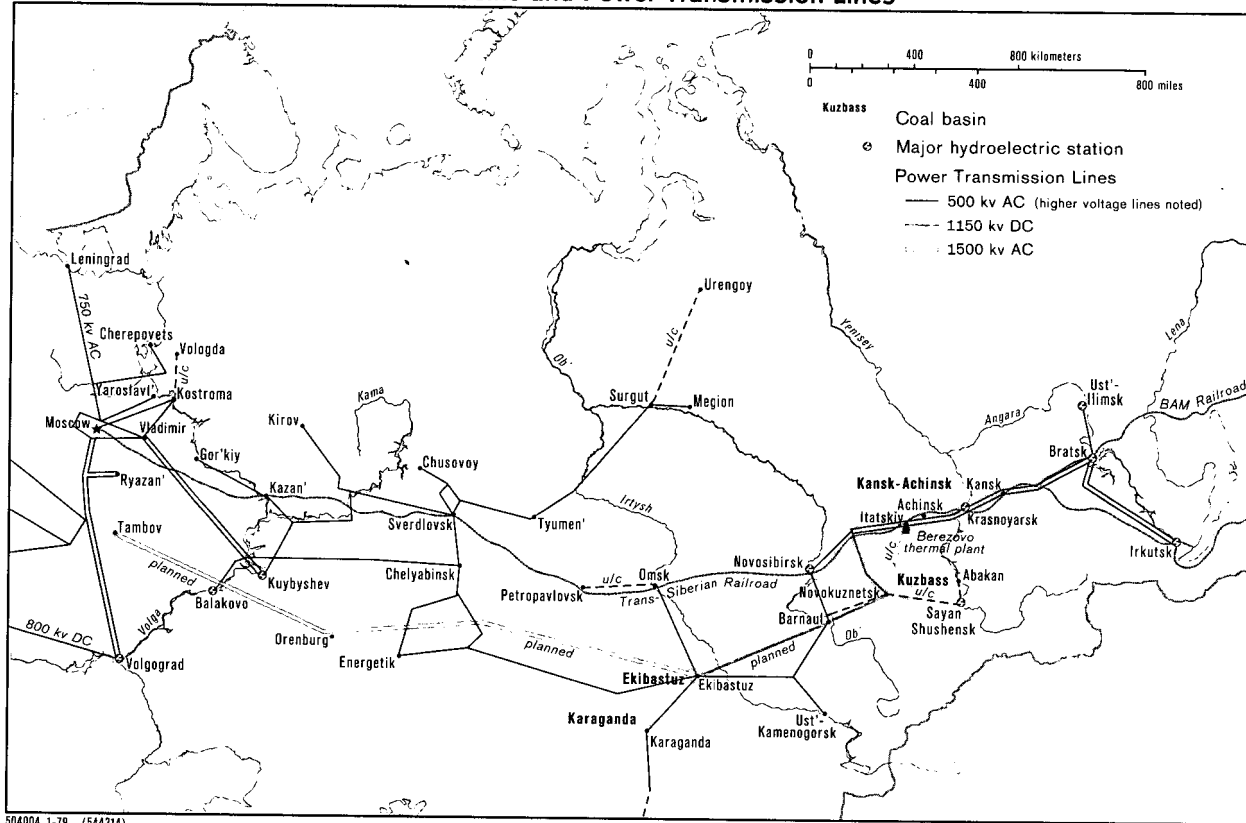 and Power Transmission Lines
0 400 800 kilometers
0 800 miles
Kuzbass Coal basin
Major hydroelectric station
Power Transmission Lines
500 kv AC (higher voltage lines noted)
1150 kv DC
1500 kv AC
Leningrad
750 kv AC
Cherepovets
Vologda
u/c
Yaroslavl'
Kostroma
Moscow
Vladimir
Gor'kiy
Ryazan'
Tambov
planned
Kirov
Kama
Kazan'
Chusovoy
Sverdlovsk
Tyumen'
Kuybyshev
Balakovo
Volga
800 kv DC
Volgograd
Orenburg
Chelyabinsk
Energetik
planned
Urengoy
u/c
Ob'
Surgut
Megion
Irtysh
Petropavlovsk
u/c
Omsk
Trans-Siberian Railroad
Novosibirsk
Novokuznetsk
Barnaul
Ob'
planned
Ekibastuz
Ekibastuz
Karaganda
Karaganda
Ust'-
Kamenogorsk
Yenisey
Angara
Lena
Ust'-
Ilimsk
BAM Railroad
Bratsk
Kansk-Achinsk
Kansk
Achinsk
Itatskiy
Krasnoyarsk
Berezovo
thermal plant
u/c
Kuzbass
Abakan
u/c
Sayan
Shushensk
Irkutsk
504004 1-79 (544214)